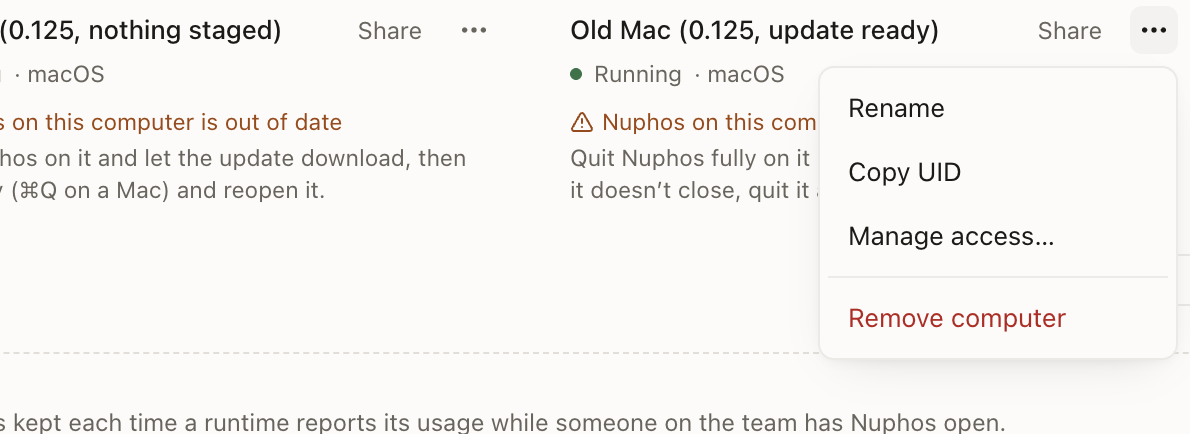 (0.125, nothing staged)
Share
Old Mac (0.125, update ready)
Share
· macOS
Running · macOS
Rename
s on this computer is out of date
Nuphos on this com
hos on it and let the update download, then
Quit Nuphos fully on it
Copy UID
(⌘Q on a Mac) and reopen it.
it doesn't close, quit it
Manage access...
Remove computer
s kept each time a runtime reports its usage while someone on the team has Nuphos open.